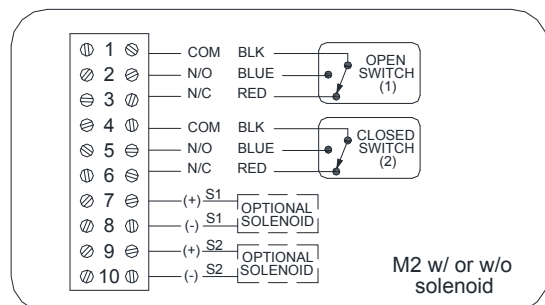 1 COM BLK
2 N/O BLUE
3 N/C RED
OPEN
SWITCH
(1)
4 COM BLK
5 N/O BLUE
6 N/C RED
CLOSED
SWITCH
(2)
7 (+) S1
8 (-) S1
OPTIONAL
SOLENOID
9 (+) S2
10 (-) S2
OPTIONAL
SOLENOID
M2 w/ or w/o
solenoid